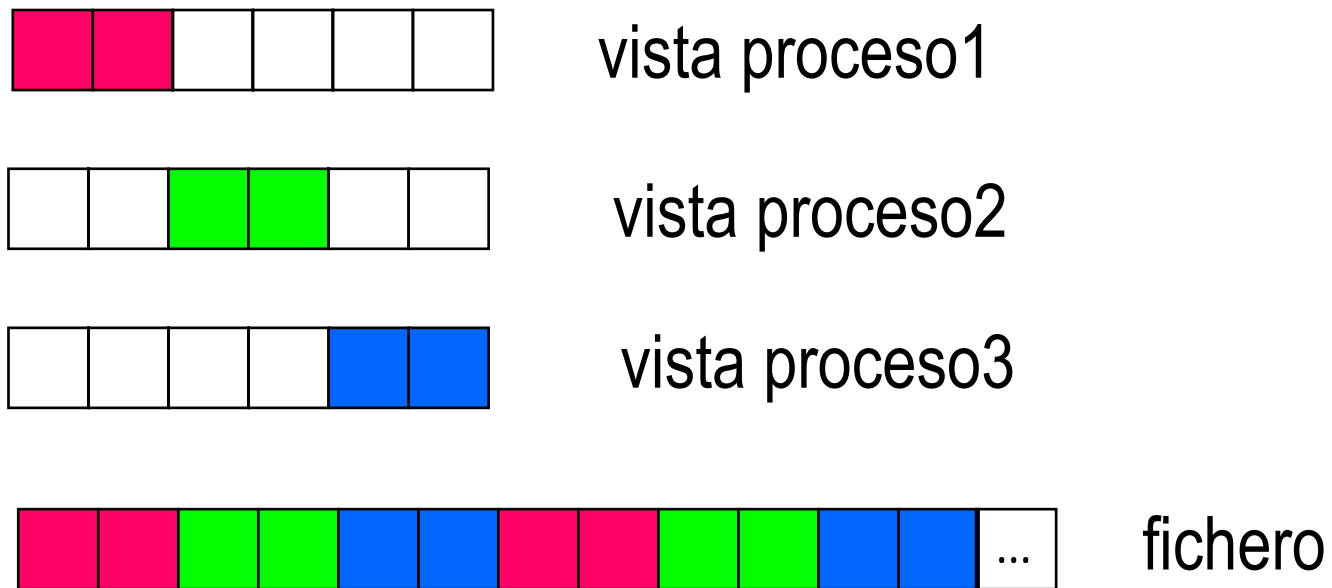 vista proceso1
vista proceso2
vista proceso3
...
fichero